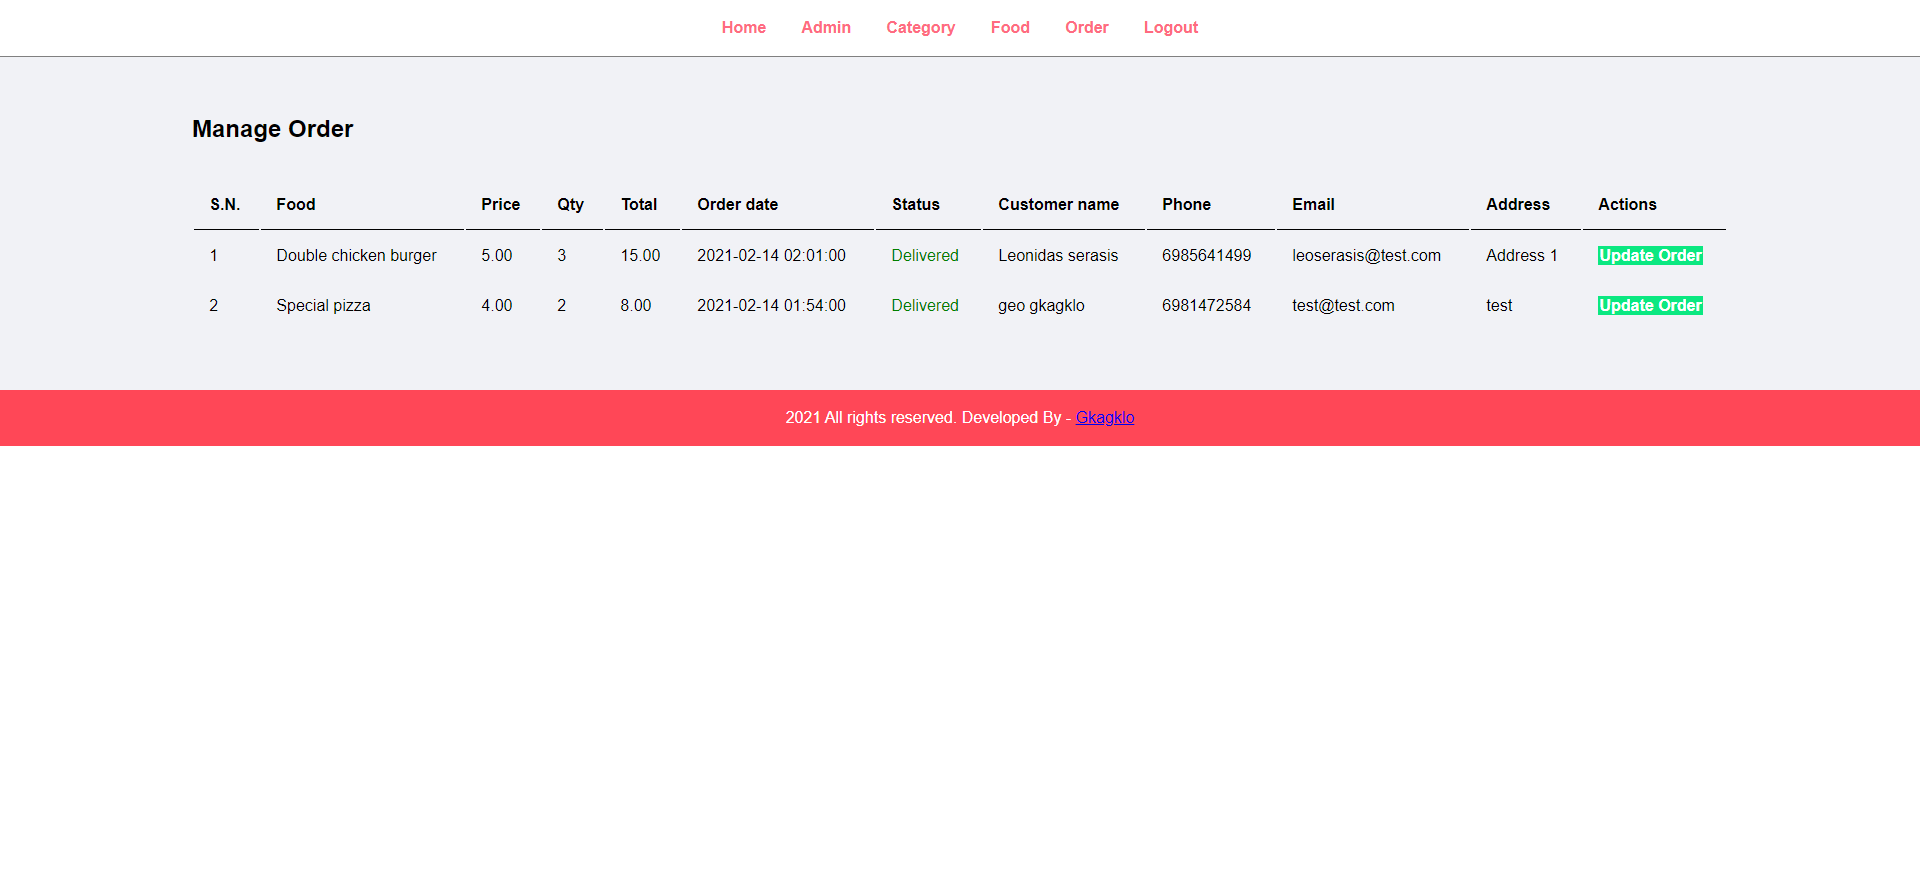 Home Admin Category Food Order Logout
Manage Order
S.N. Food Price Qty Total Order date Status Customer name Phone Email Address Actions
1 Double chicken burger 5.00 3 15.00 2021-02-14 02:01:00 Delivered Leonidas serasis 6985641499 leoserasis@test.com Address 1 Update Order
2 Special pizza 4.00 2 8.00 2021-02-14 01:54:00 Delivered geo gkagklo 6981472584 test@test.com test Update Order
2021 All rights reserved. Developed By - Gkagklo